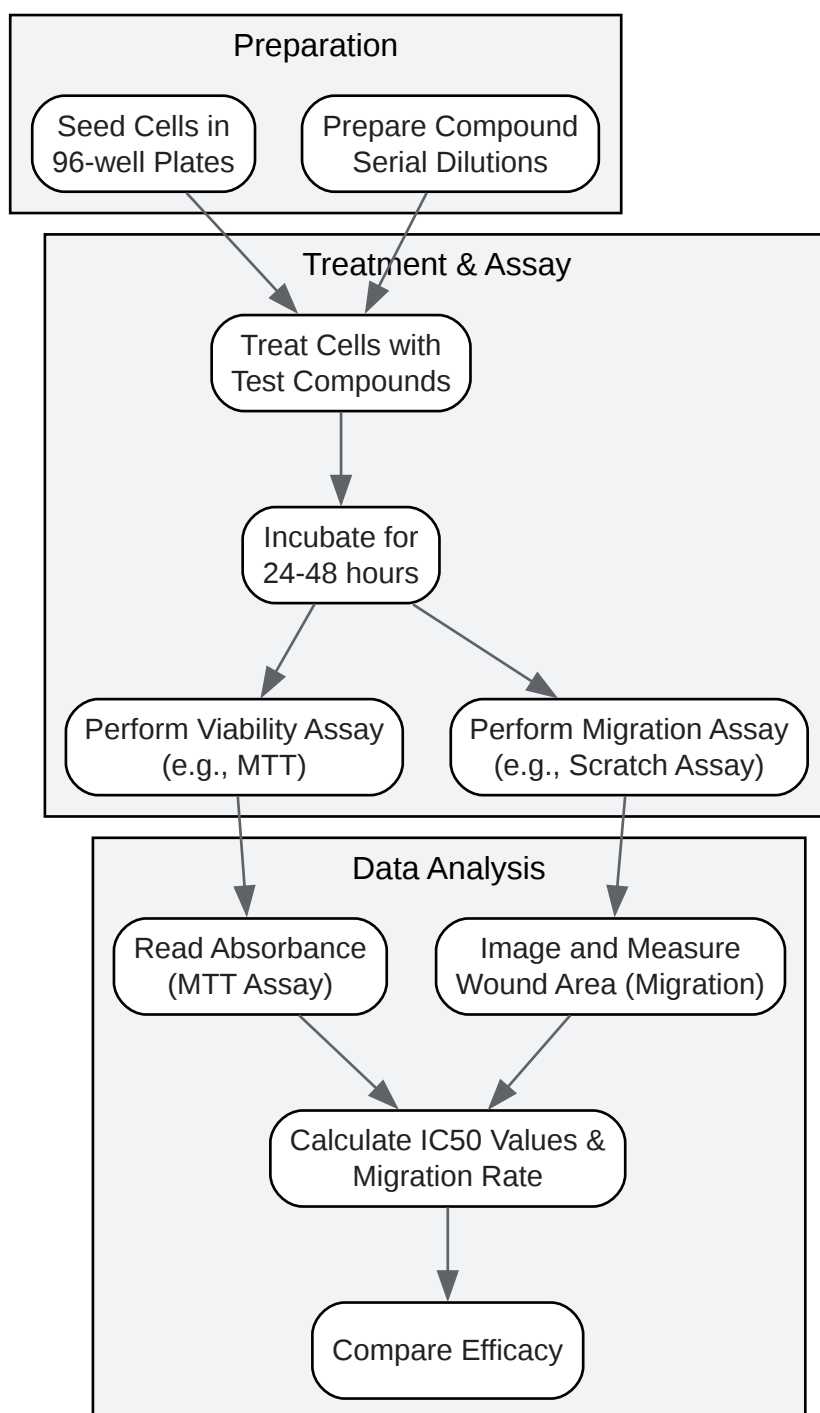 Preparation
Seed Cells in
96-well Plates
Prepare Compound
Serial Dilutions
Treatment & Assay
Treat Cells with
Test Compounds
Incubate for
24-48 hours
Perform Viability Assay
(e.g., MTT)
Perform Migration Assay
(e.g., Scratch Assay)
Data Analysis
Read Absorbance
(MTT Assay)
Image and Measure
Wound Area (Migration)
Calculate IC50 Values &
Migration Rate
Compare Efficacy